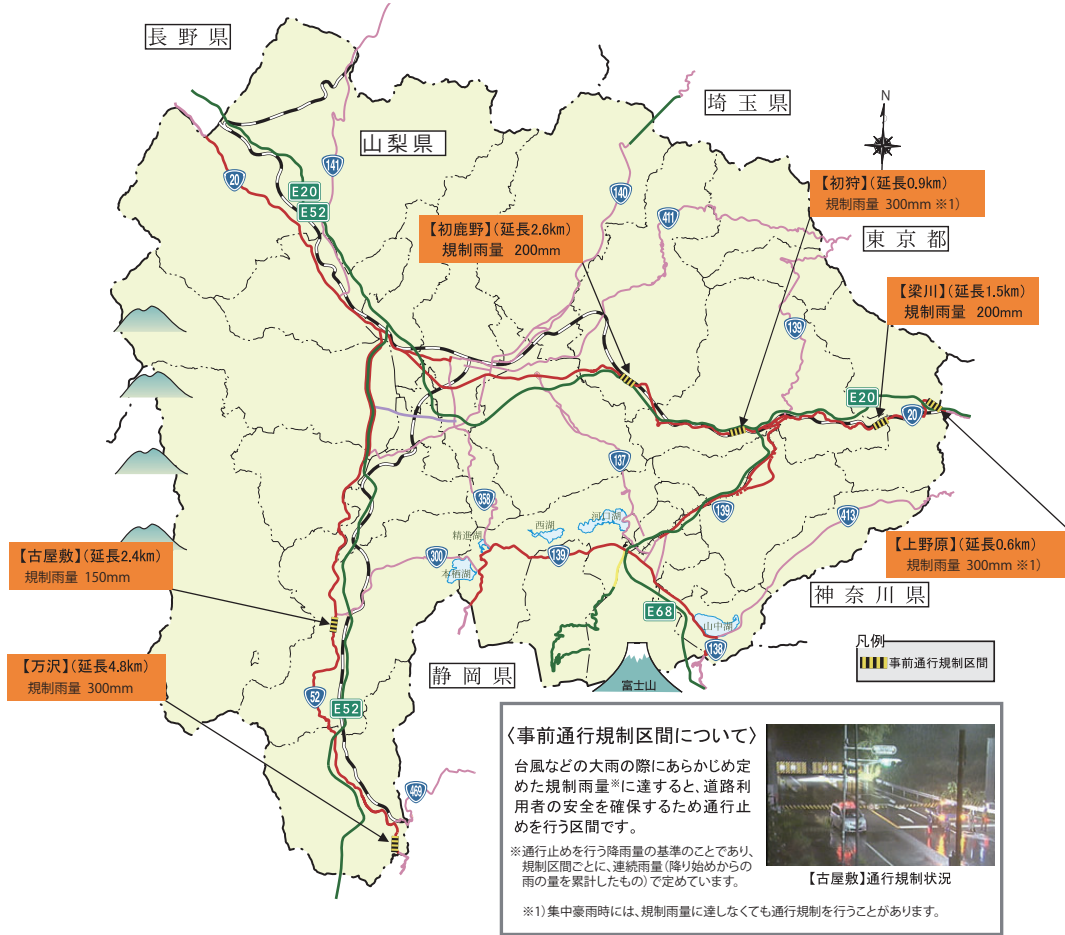 長野県
埼玉県
N
山梨県
141
20
E20
E52
140
【初狩】(延長0.9km)
規制雨量 300mm ※1)
411
【初鹿野】(延長2.6km)
規制雨量 200mm
東京都
【梁川】(延長1.5km)
規制雨量 200mm
139
E20
20
137
358
139
413
河口湖
西湖
精進湖
300
139
本栖湖
【古屋敷】(延長2.4km)
規制雨量 150mm
【上野原】(延長0.6km)
規制雨量 300mm ※1)
神奈川県
E68
山中湖
138
凡例
事前通行規制区間
【万沢】(延長4.8km)
規制雨量 300mm
静岡県
富士山
52
E52
469
〈事前通行規制区間について〉
台風などの大雨の際にあらかじめ定
めた規制雨量※に達すると、道路利
用者の安全を確保するため通行止
めを行う区間です。
※通行止めを行う降雨量の基準のことであり、
規制区間ごとに、連続雨量(降り始めからの
雨の量を累計したもの)で定めています。
【古屋敷】通行規制状況
※1)集中豪雨時には、規制雨量に達しなくても通行規制を行うことがあります。